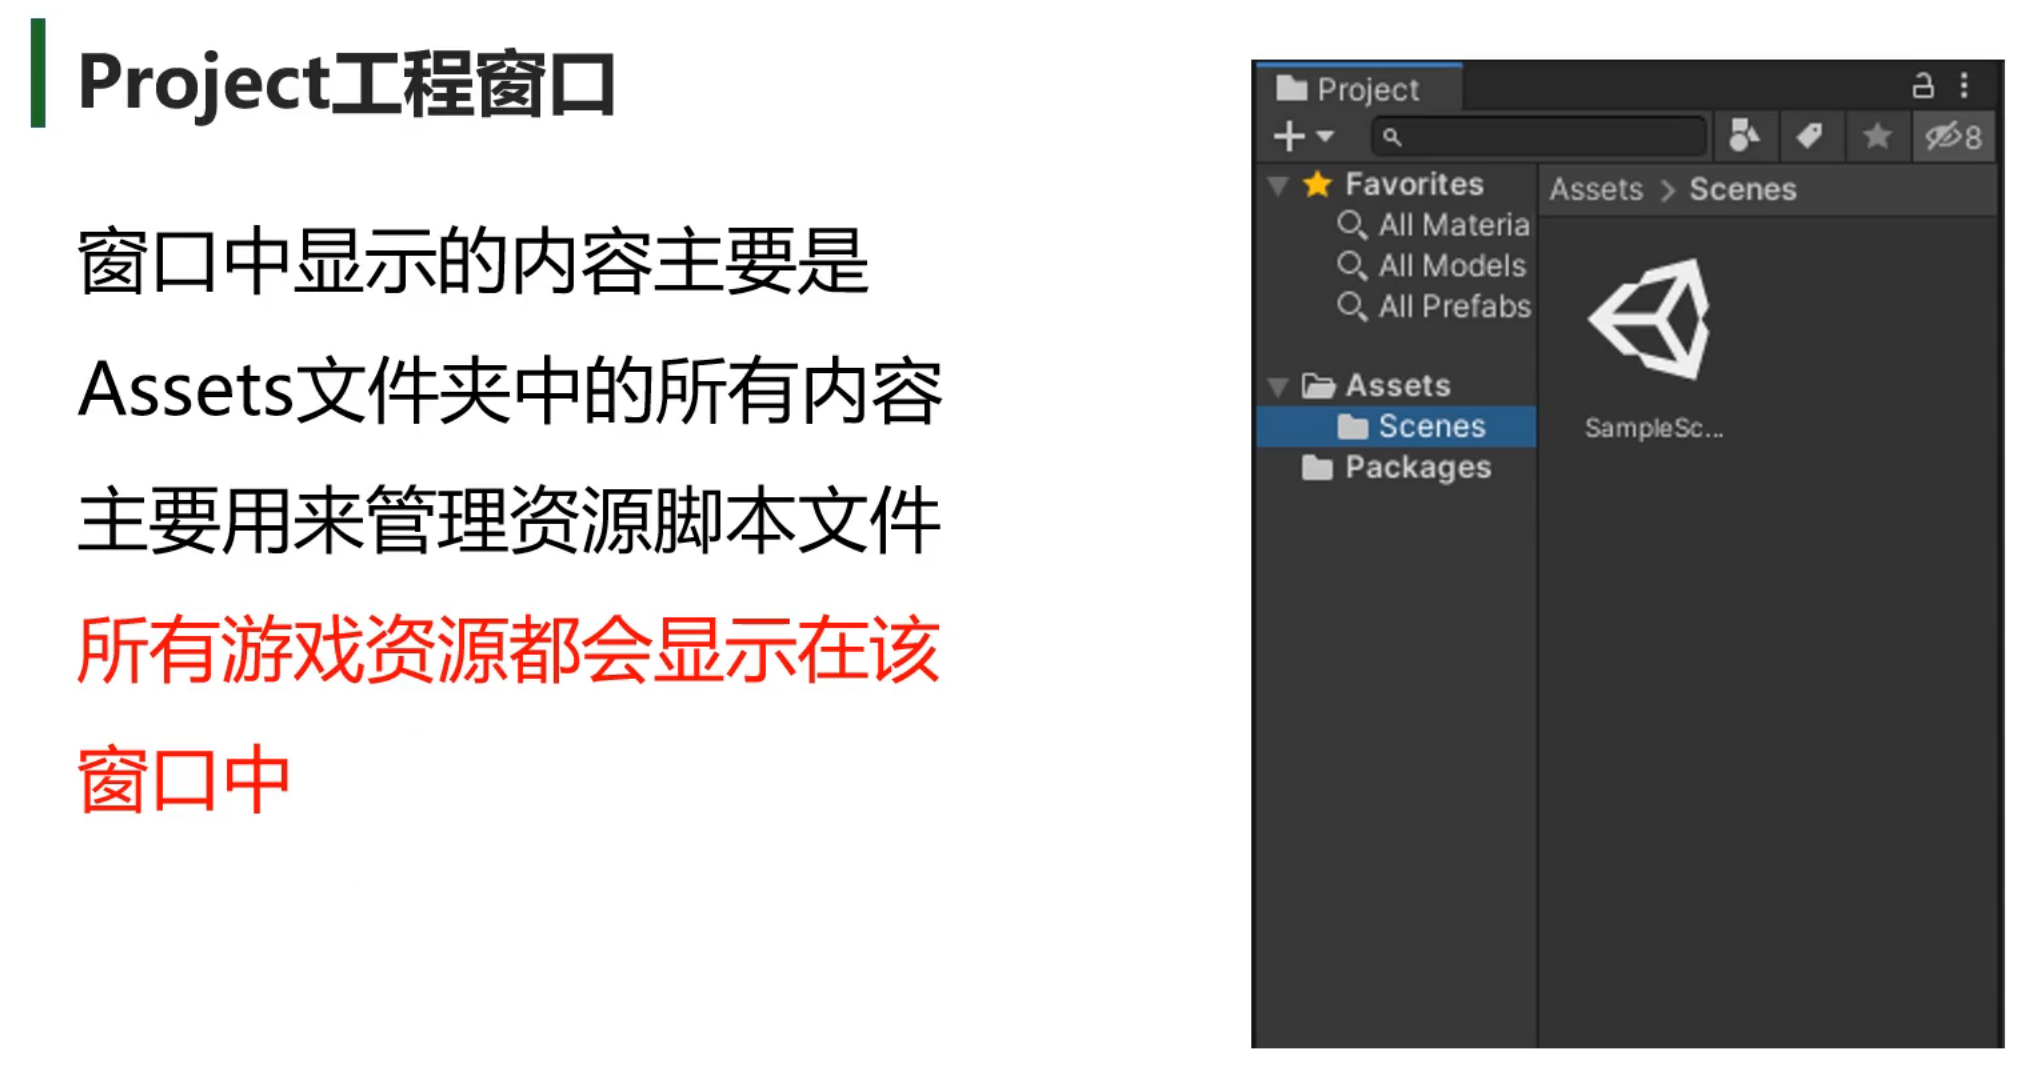 Project工程窗口
窗口中显示的内容主要是
Assets文件夹中的所有内容
主要用来管理资源脚本文件
所有游戏资源都会显示在该
窗口中
Project
8
Favorites
All Materia
All Models
All Prefabs
Assets
Scenes
Packages
Assets > Scenes
SampleSc...